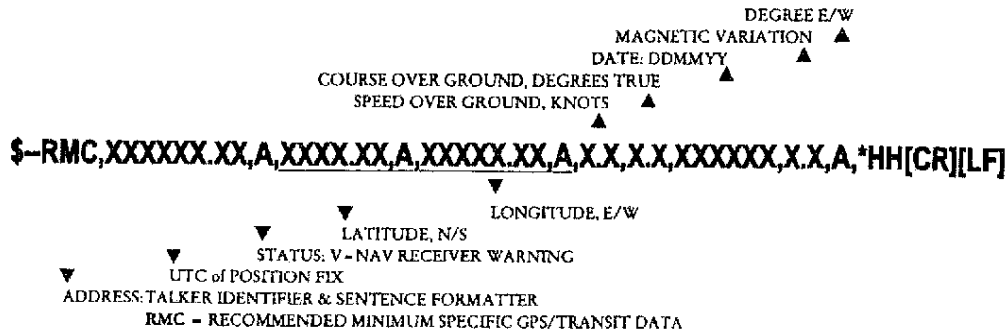 DEGREE E/W
MAGNETIC VARIATION
DATE: DDMMYY
COURSE OVER GROUND, DEGREES TRUE
SPEED OVER GROUND, KNOTS
$–RMC,XXXXXX.XX,A,XXXX.XX,A,XXXXX.XX,A,X.X,X.X,XXXXXX,X.X,A,*HH[CR][LF]
LONGITUDE, E/W
LATITUDE, N/S
STATUS: V – NAV RECEIVER WARNING
UTC of POSITION FIX
ADDRESS: TALKER IDENTIFIER & SENTENCE FORMATTER
RMC – RECOMMENDED MINIMUM SPECIFIC GPS/TRANSIT DATA